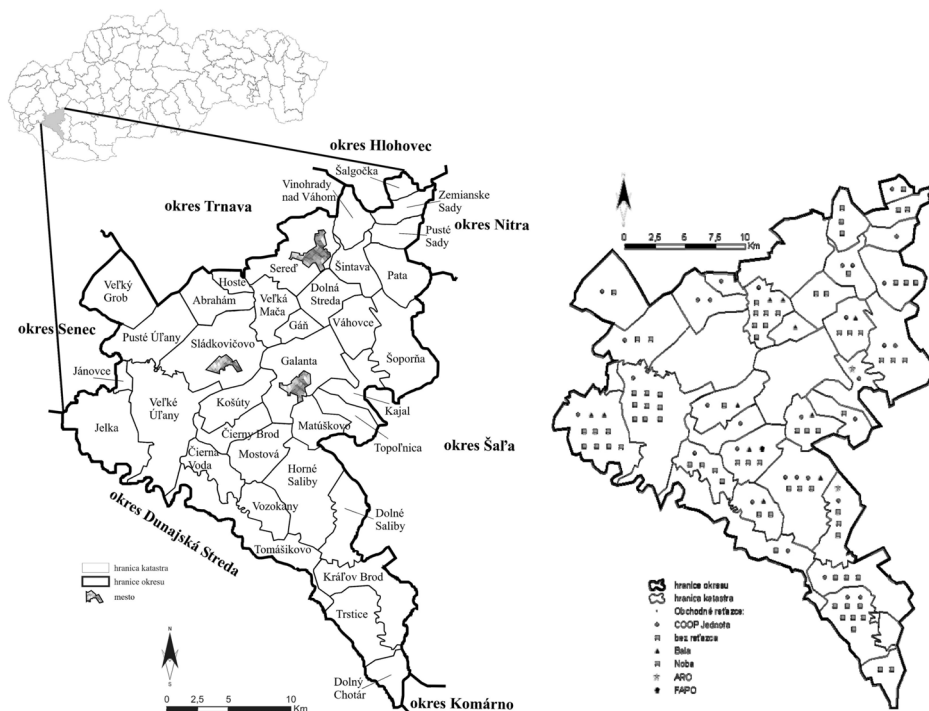 okres Hlohovec
Šalgočka
Vinohrady
nad Váhom
Zemianske
Sady
okres Trnava
okres Nitra
Pusté
Sady
Sereď
Šintava
Pata
Veľký
Grob
Hoste
Abrahám
Veľká
Mača
Dolná
Streda
Gáň
Váhovce
okres Senec
Pusté Úľany
Sládkovičovo
Galanta
Šoporňa
Jánovce
Veľké
Úľany
Košúty
Kajal
Jelka
Čierny Brod
Matúškovo
Topoľnica
okres Šaľa
Čierna
Voda
Mostová
Horné
Saliby
Vozokany
Dolné
Saliby
okres Dunajská Streda
Tomášikovo
Kráľov Brod
Trstice
Dolný
Chotár
okres Komárno
hranica katastra
hranice okresu
mesto
N
S
0 2,5 5 10
Km
0 2,5 5 10
Km
hranice okresu
hranica katastra
Obchodné reťazce:
COOP Jednota
bez reťazca
Bala
Noba
ARO
FAPO